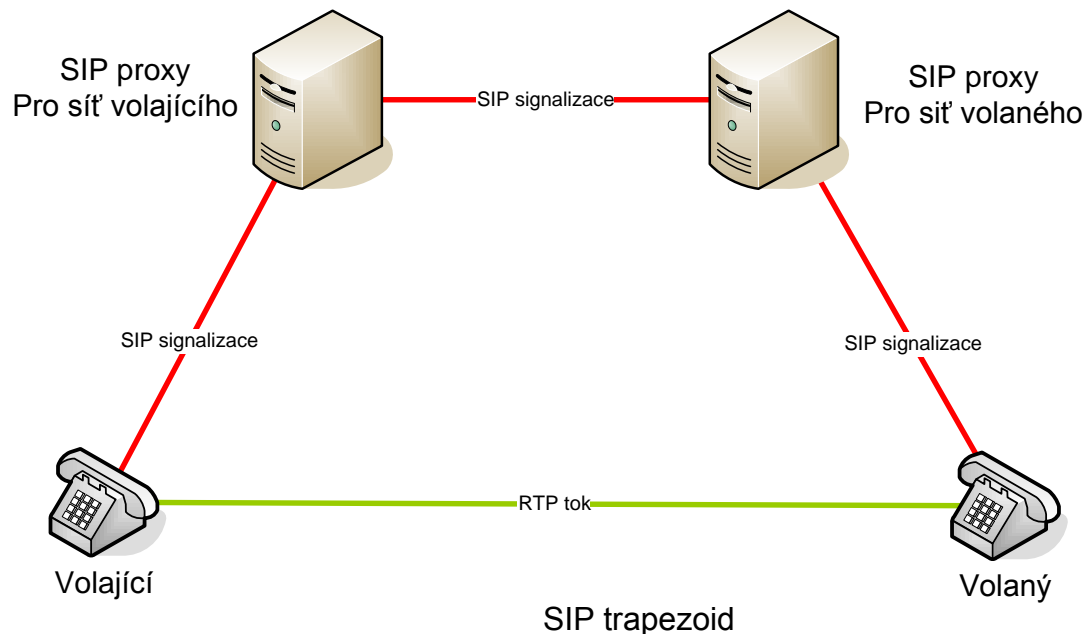 SIP proxy
Pro síť volajícího
SIP signalizace
SIP proxy
Pro siť volaného
SIP signalizace
SIP signalizace
RTP tok
Volající
Volaný
SIP trapezoid